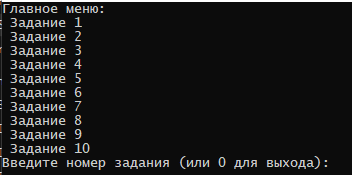 Главное меню:
Задание 1
Задание 2
Задание 3
Задание 4
Задание 5
Задание 6
Задание 7
Задание 8
Задание 9
Задание 10
Введите номер задания (или 0 для выхода):